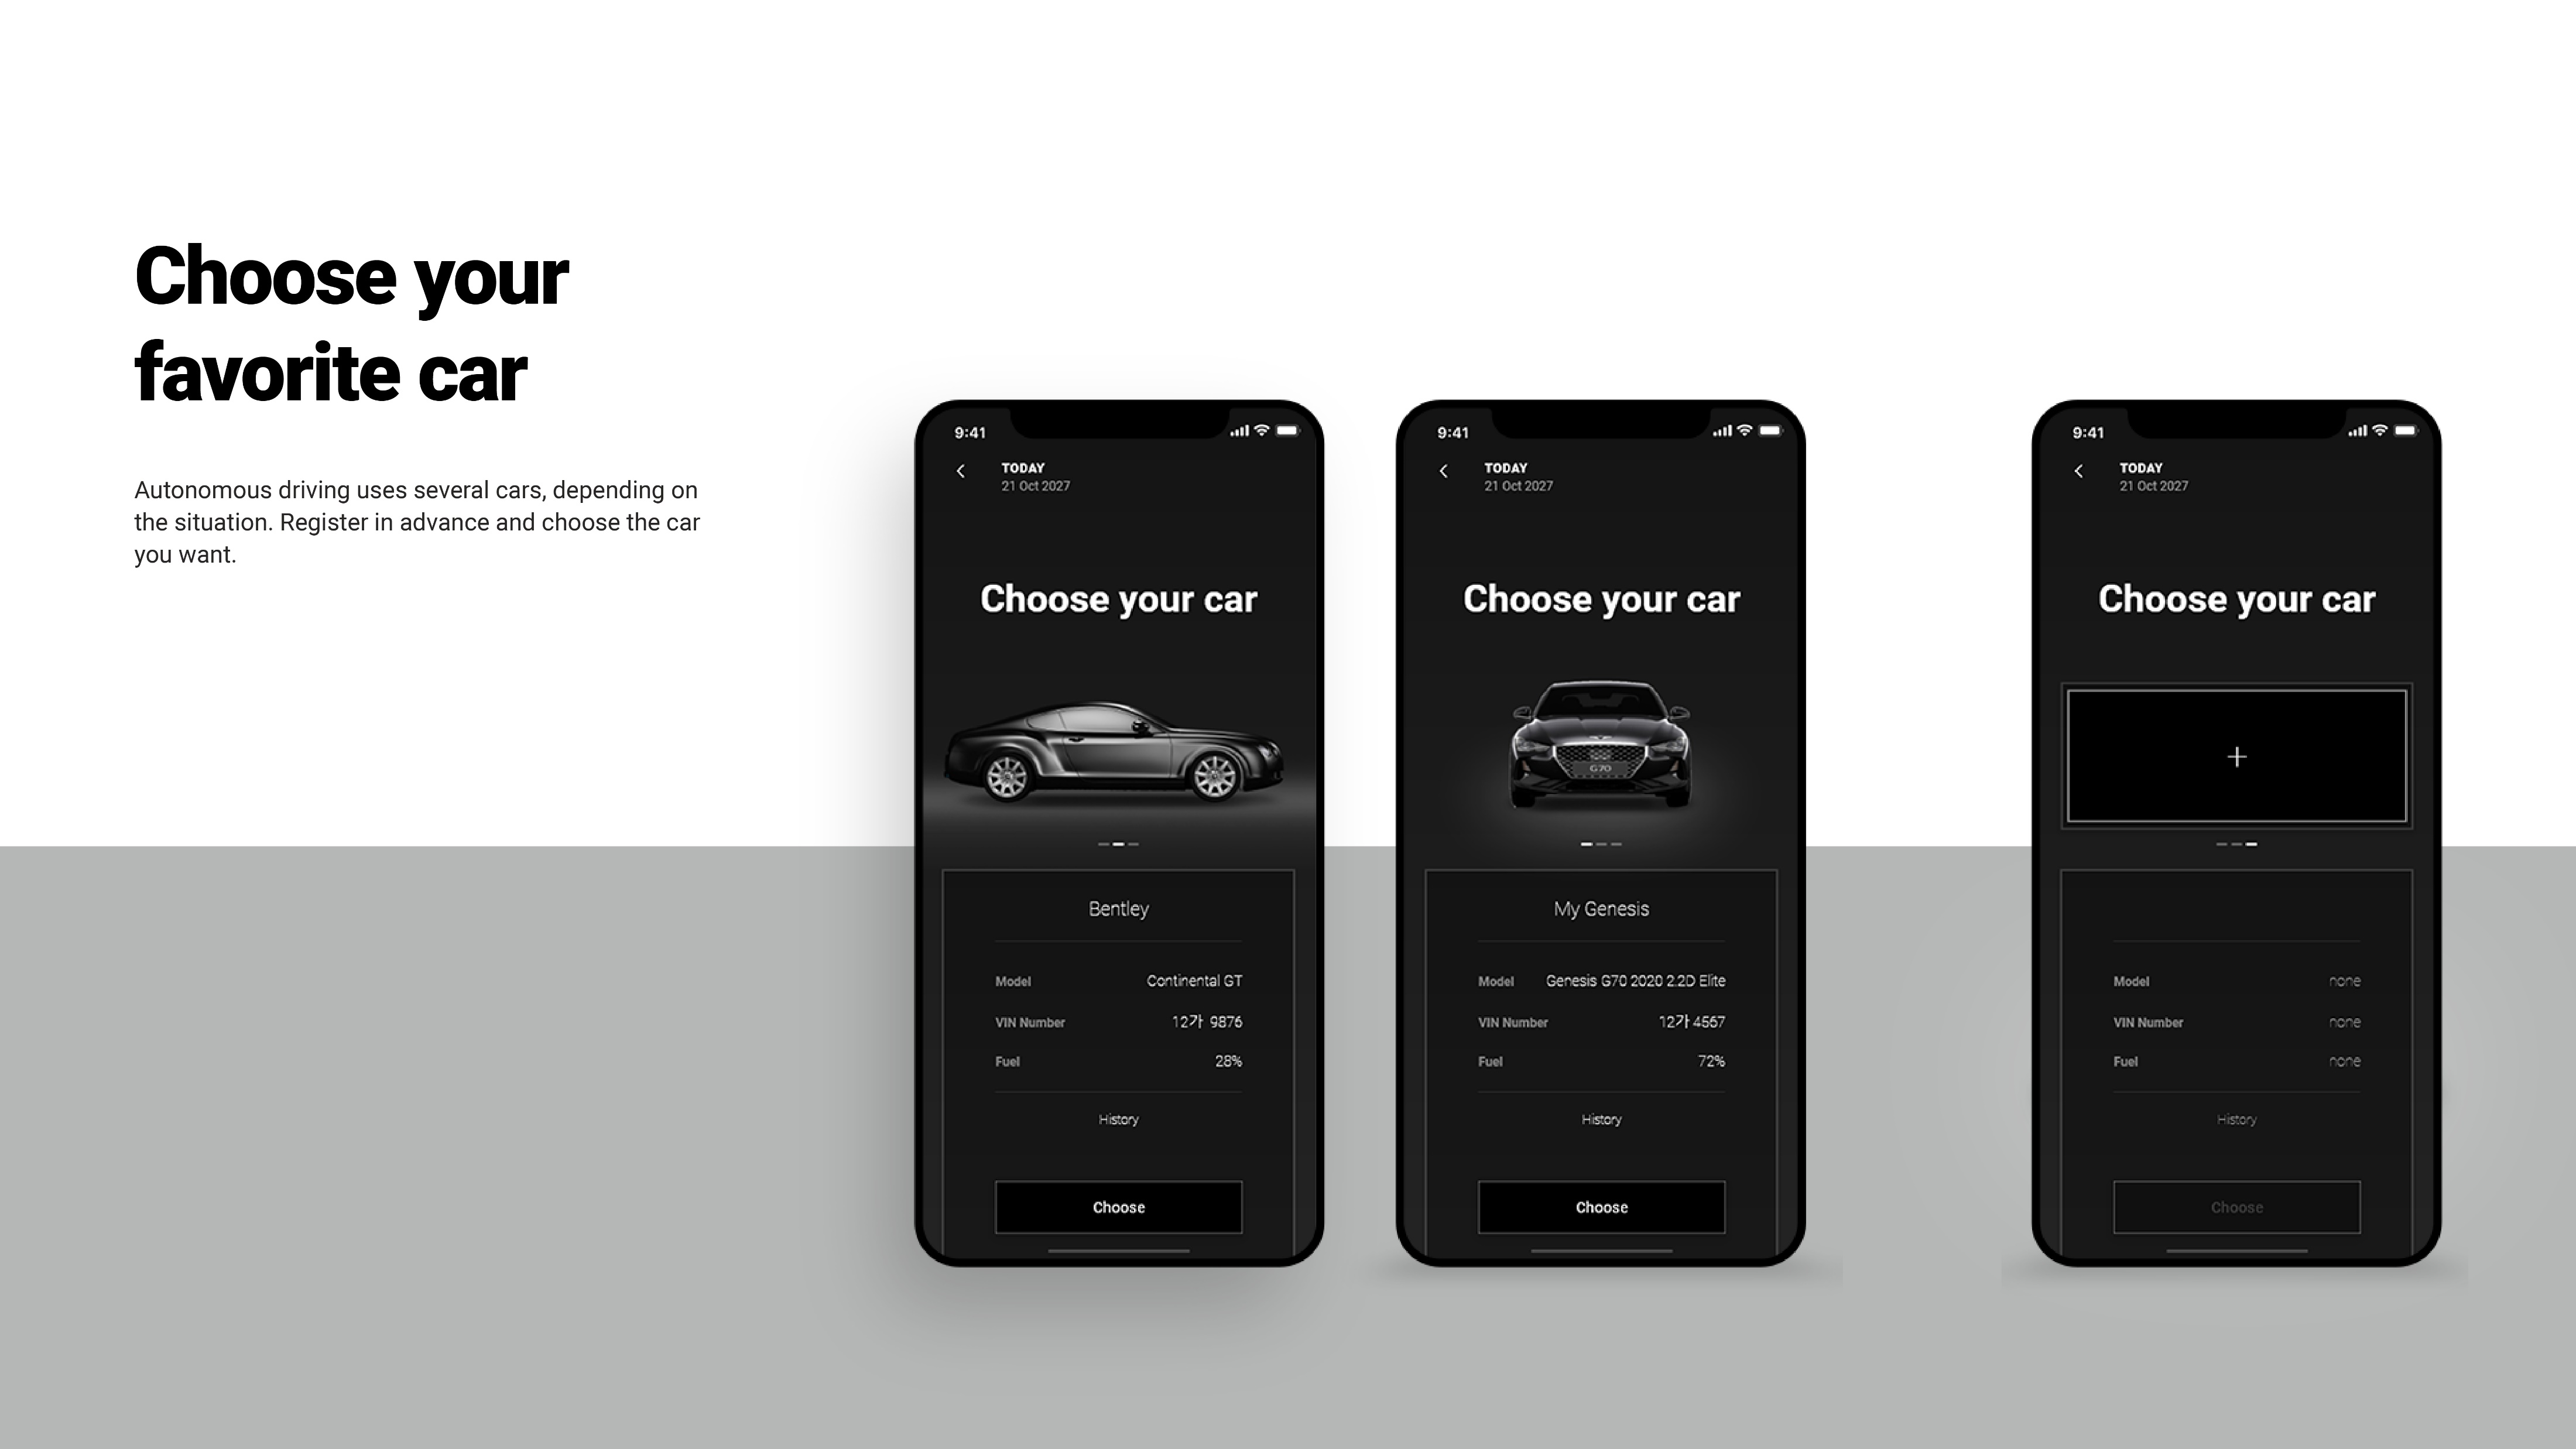 Choose your
favorite car
Autonomous driving uses several cars, depending on
the situation. Register in advance and choose the car
you want.
9:41
TODAY
21 Oct 2027
Choose your car
Bentley
Model Continental GT
VIN Number 12가 9876
Fuel 28%
History
Choose
9:41
TODAY
21 Oct 2027
Choose your car
G70
My Genesis
Model Genesis G70 2020 2.2D Elite
VIN Number 12가 4567
Fuel 72%
History
Choose
9:41
TODAY
21 Oct 2027
Choose your car
+
Model none
VIN Number none
Fuel none
History
Choose